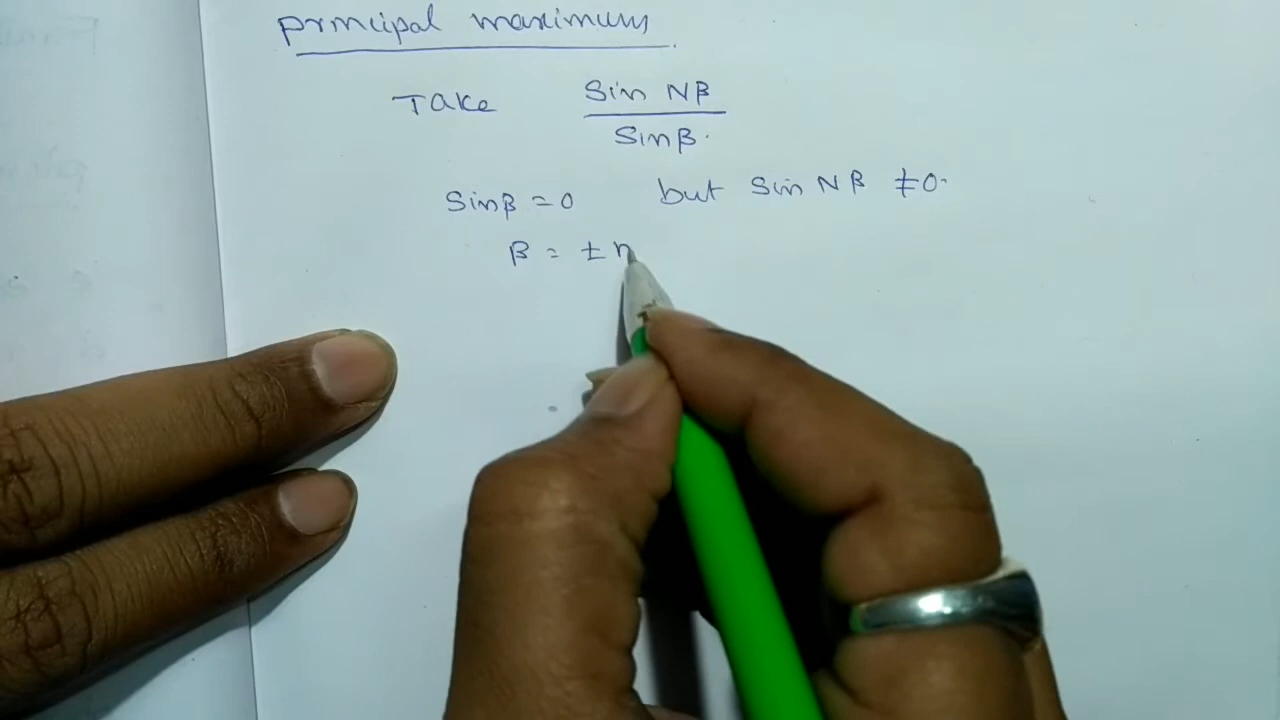 principal maximum
Take Sin Nβ
Sinβ.
Sinβ = 0 but Sin Nβ ≠ 0.
β = ± n